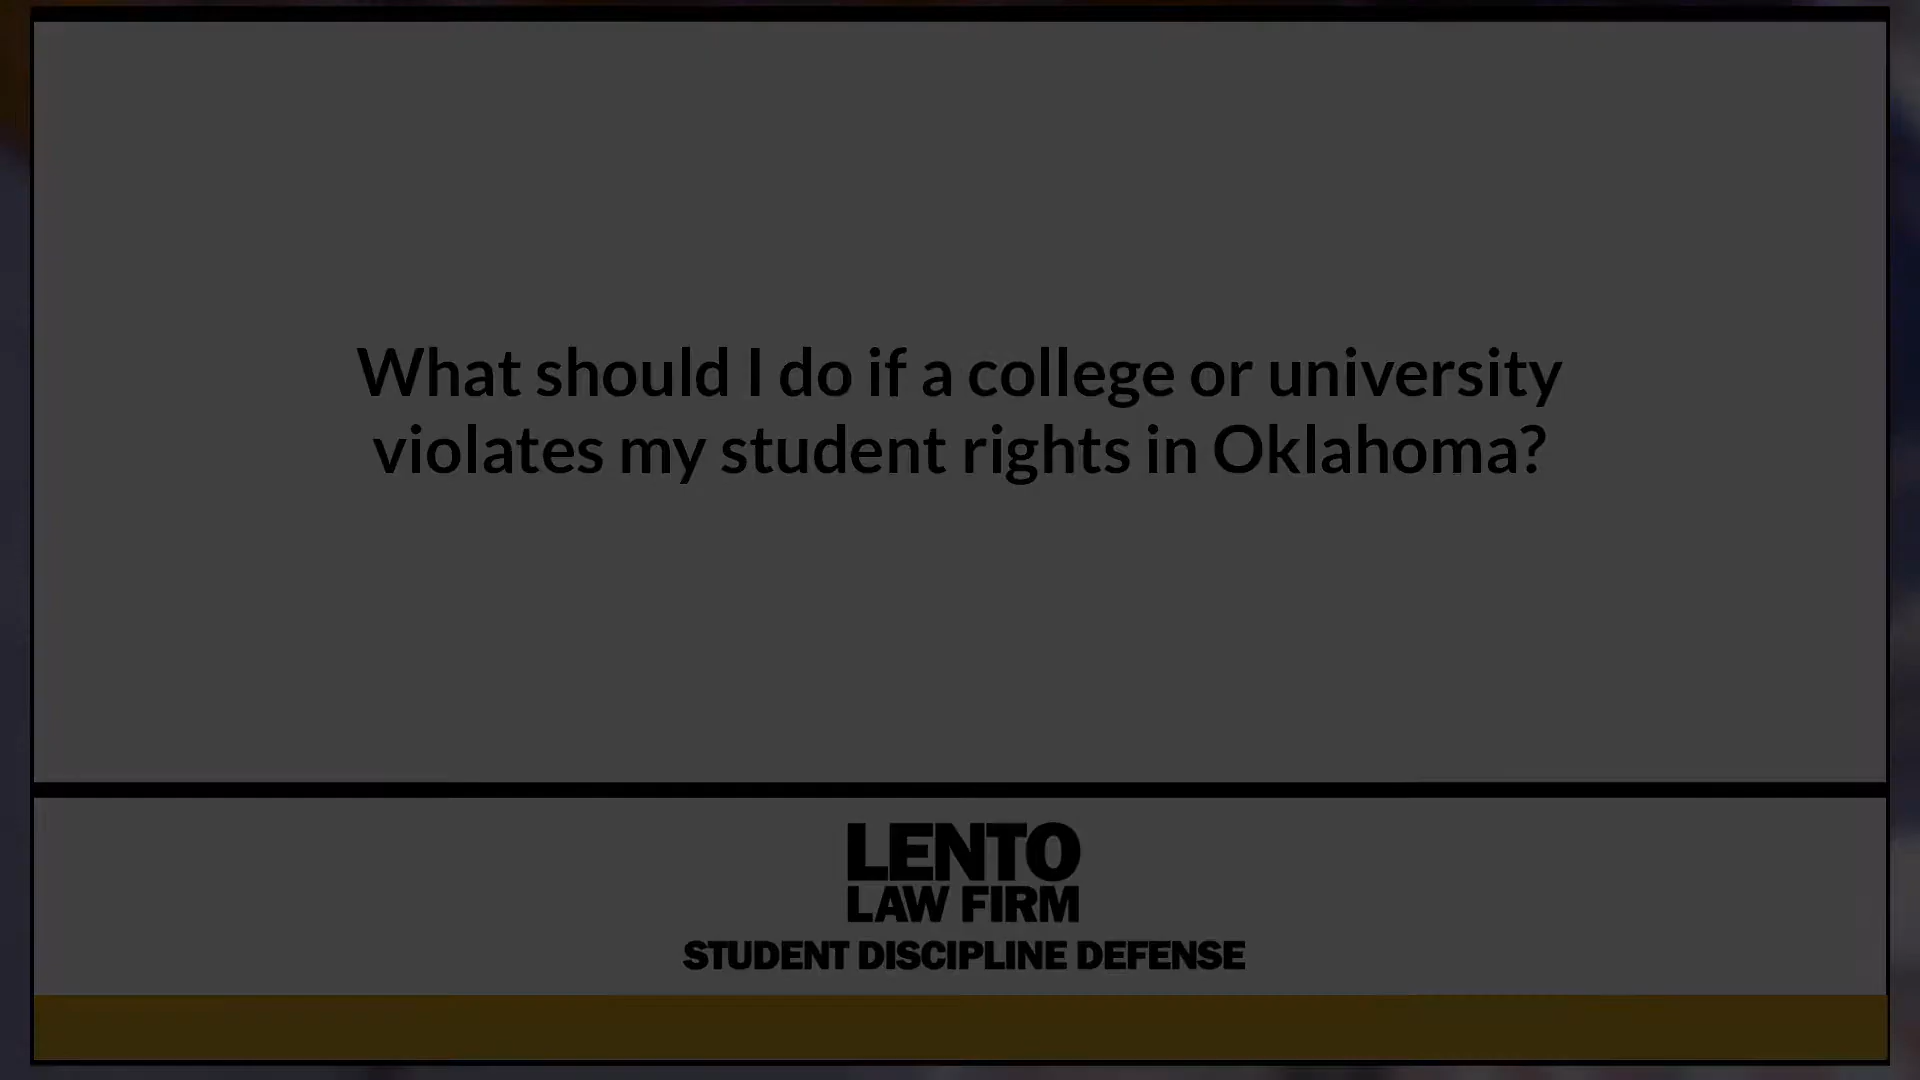 What should I do if a college or university
violates my student rights in Oklahoma?
LENTO
LAW FIRM
STUDENT DISCIPLINE DEFENSE